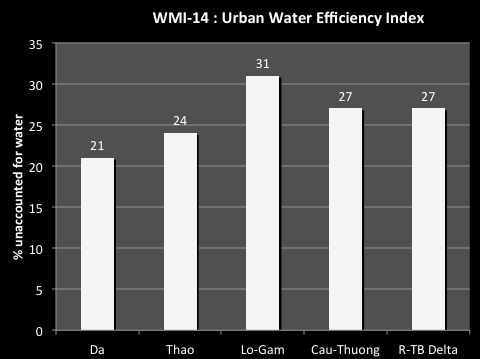 WMI-14 : Urban Water Efficiency Index
% unaccounted for water
35
30
25
20
15
10
5
0
21
24
31
27
27
Da
Thao
Lo-Gam
Cau-Thuong
R-TB Delta